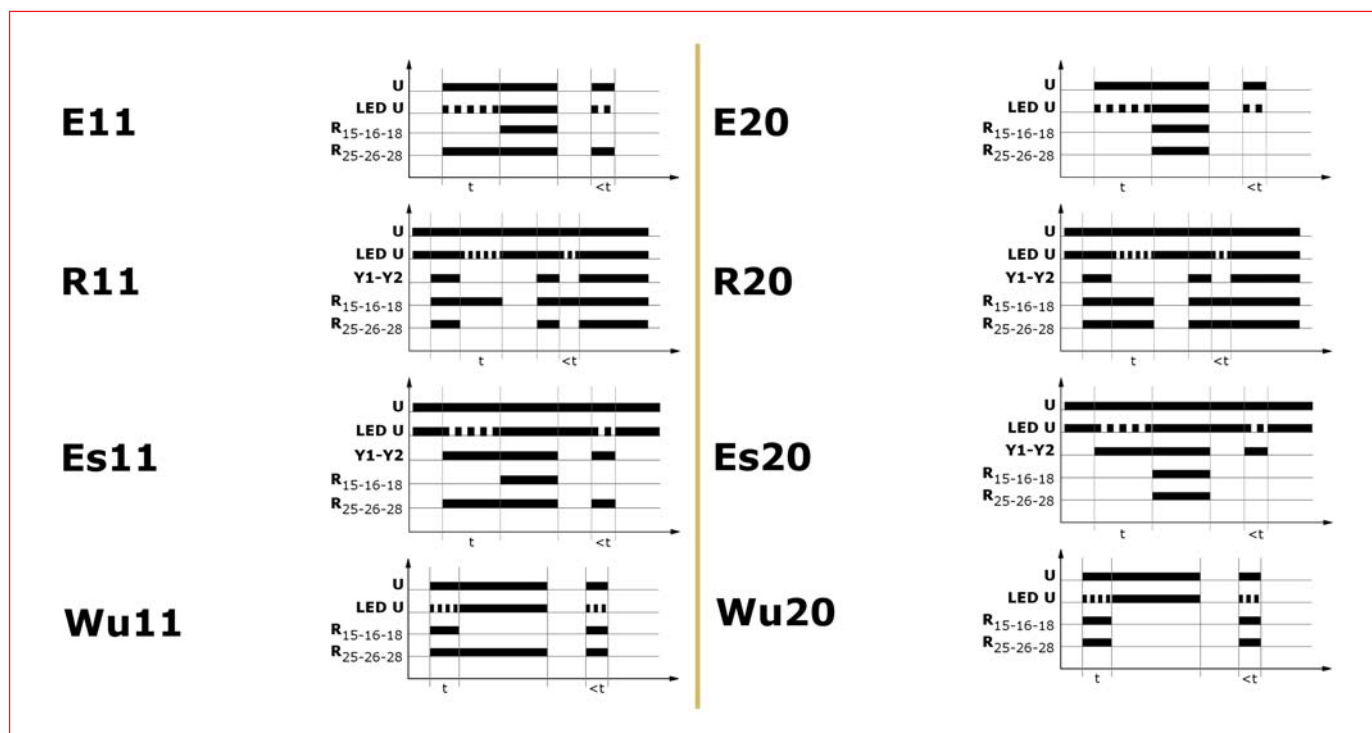 E11
U
LED U
R15-16-18
R25-26-28
t <t
R11
U
LED U
Y1-Y2
R15-16-18
R25-26-28
t <t
Es11
U
LED U
Y1-Y2
R15-16-18
R25-26-28
t <t
Wu11
U
LED U
R15-16-18
R25-26-28
t <t
E20
U
LED U
R15-16-18
R25-26-28
t <t
R20
U
LED U
Y1-Y2
R15-16-18
R25-26-28
t <t
Es20
U
LED U
Y1-Y2
R15-16-18
R25-26-28
t <t
Wu20
U
LED U
R15-16-18
R25-26-28
t <t